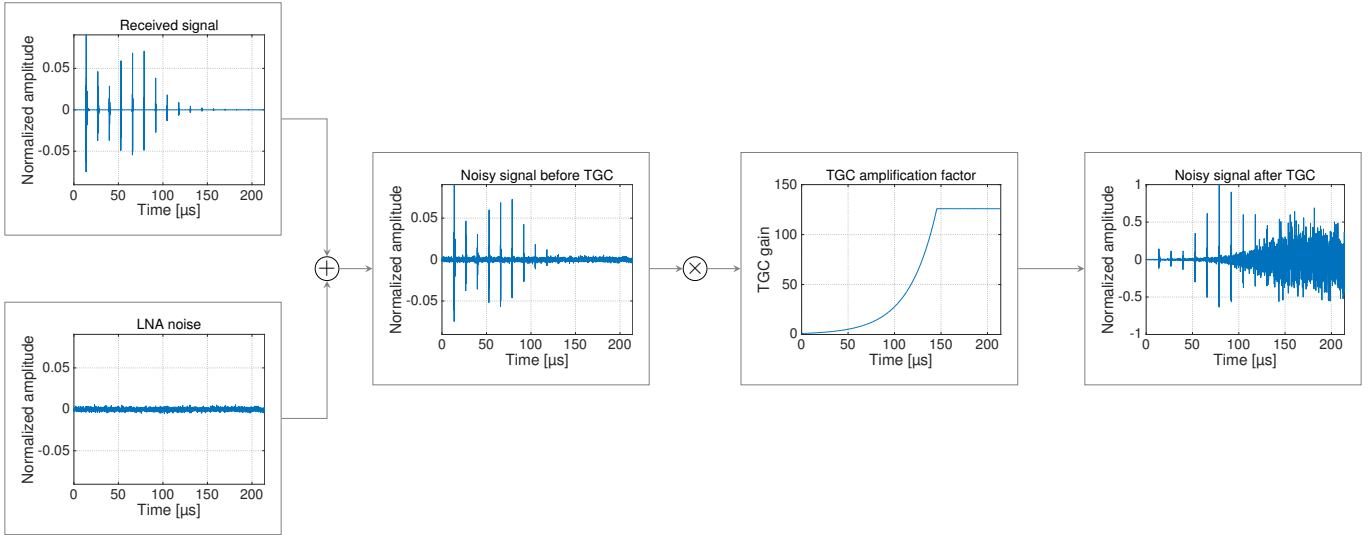 Received signal
Normalized amplitude
0.05
0
-0.05
0 50 100 150 200
Time [µs]
LNA noise
Normalized amplitude
0.05
0
-0.05
0 50 100 150 200
Time [µs]
+
Noisy signal before TGC
Normalized amplitude
0.05
0
-0.05
0 50 100 150 200
Time [µs]
×
TGC amplification factor
TGC gain
150
100
50
0
0 50 100 150 200
Time [µs]
Noisy signal after TGC
Normalized amplitude
1
0.5
0
-0.5
-1
0 50 100 150 200
Time [µs]